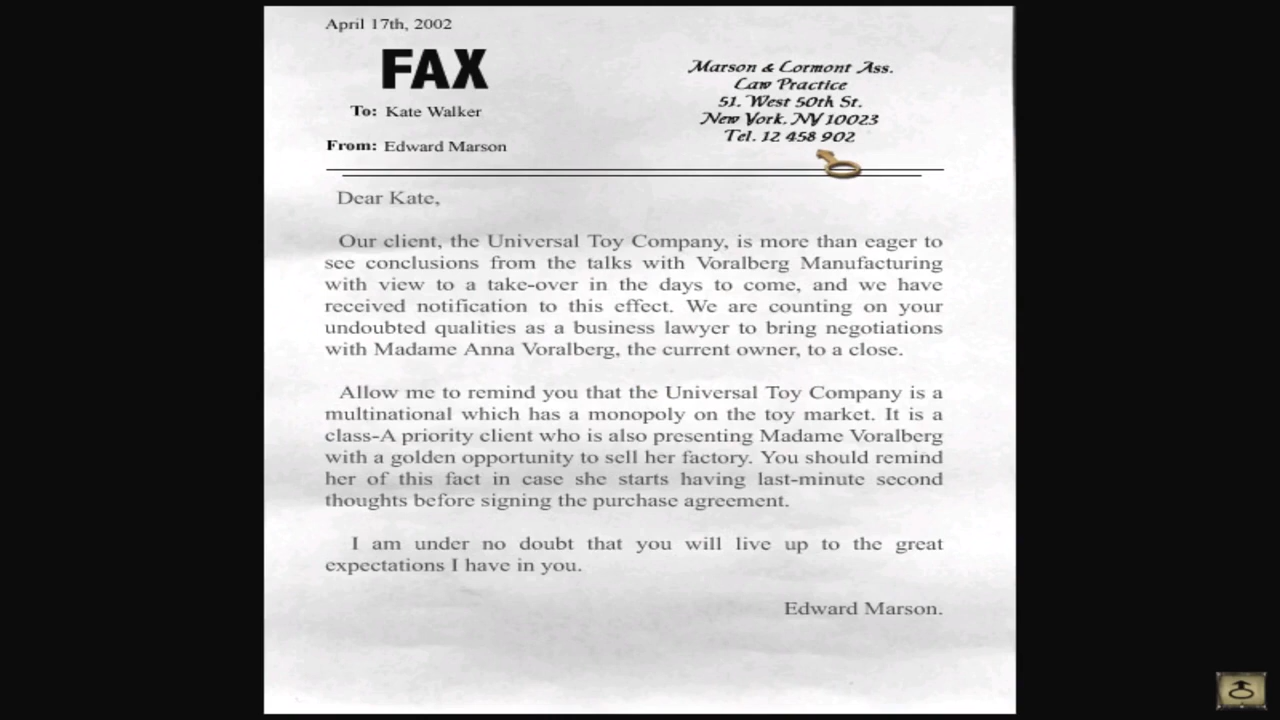 April 17th, 2002
FAX
To: Kate Walker
From: Edward Marson
Marson & Lormont Ass.
Law Practice
51. West 50th St.
New York. NY 10023
Tel. 12 458 902
Dear Kate,
Our client, the Universal Toy Company, is more than eager to
see conclusions from the talks with Voralberg Manufacturing
with view to a take-over in the days to come, and we have
received notification to this effect. We are counting on your
undoubted qualities as a business lawyer to bring negotiations
with Madame Anna Voralberg, the current owner, to a close.
Allow me to remind you that the Universal Toy Company is a
multinational which has a monopoly on the toy market. It is a
class-A priority client who is also presenting Madame Voralberg
with a golden opportunity to sell her factory. You should remind
her of this fact in case she starts having last-minute second
thoughts before signing the purchase agreement.
I am under no doubt that you will live up to the great
expectations I have in you.
Edward Marson.